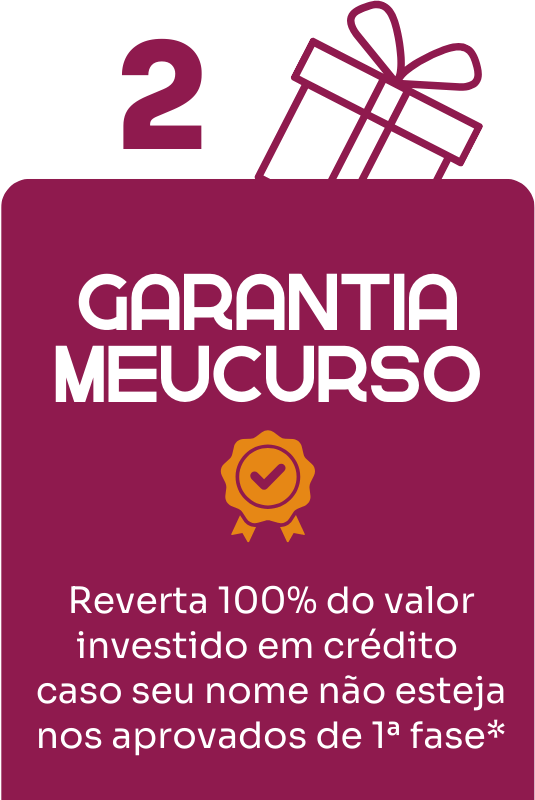 2
GARANTIA
MEUCURSO
Reverta 100% do valor
investido em crédito
caso seu nome não esteja
nos aprovados de 1ª fase*